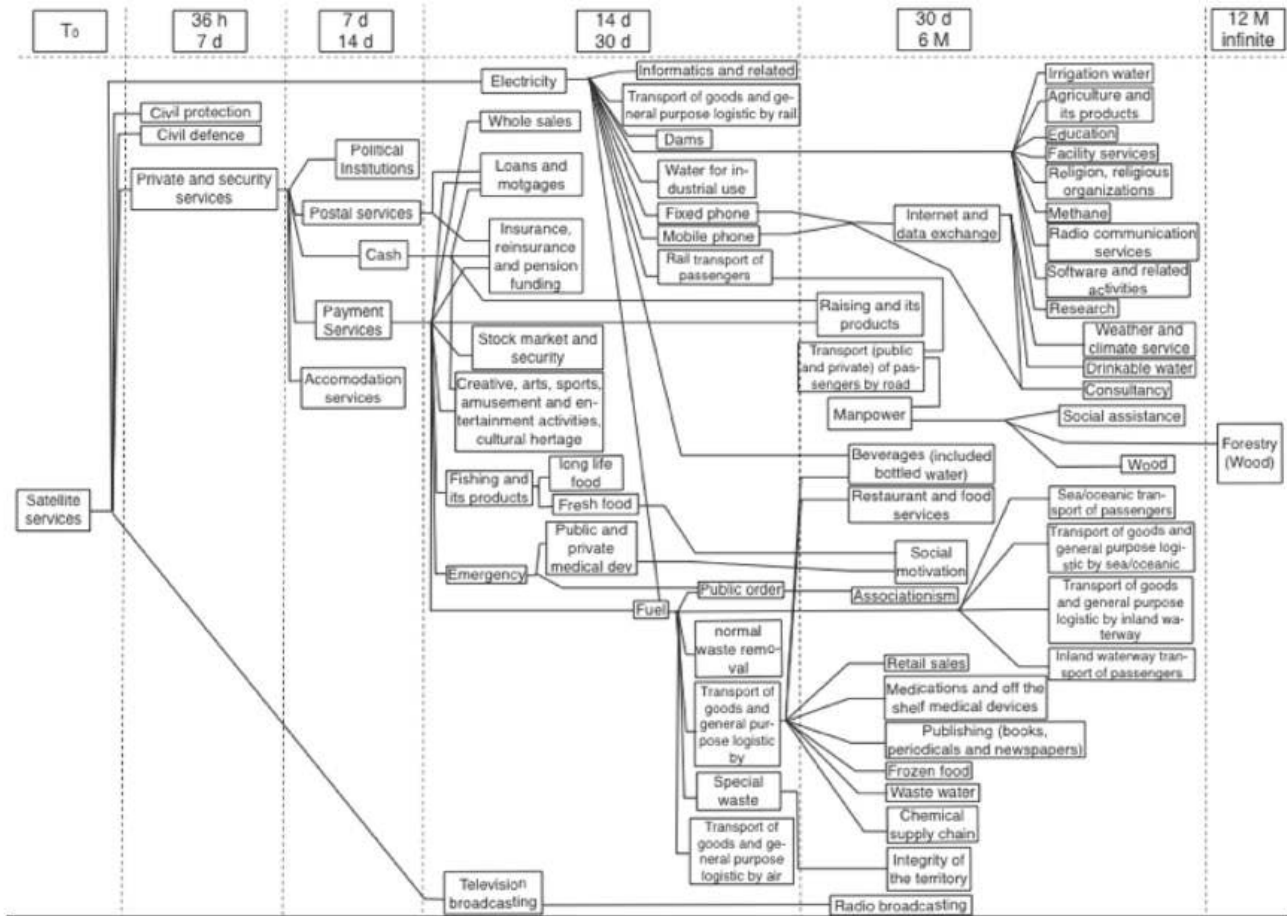 T₀
36 h
7 d
7 d
14 d
14 d
30 d
30 d
6 M
12 M
infinite
Satellite
services
Civil protection
Civil defence
Private and security
services
Political
Institutions
Postal services
Cash
Payment
Services
Accomodation
services
Electricity
Whole sales
Loans and
motgages
Insurance,
reinsurance
and pension
funding
Stock market and
security
Creative, arts, sports,
amusement and en-
tertainment activities,
cultural hertage
Fishing and
its products
long life
food
Fresh food
Public and
private
medical dev
Emergency
Television
broadcasting
Informatics and related
Transport of goods and ge-
neral purpose logistic by rail
Dams
Water for in-
dustrial use
Fixed phone
Mobile phone
Rail transport of
passengers
Fuel
Public order
normal
waste remo-
val
Transport of
goods and
general pur-
pose logistic
by
Special
waste
Transport of
goods and ge-
neral purpose
logistic by air
Internet and
data exchange
Raising and its
products
Transport (public
and private) of pas-
sengers by road
Manpower
Beverages (included
bottled water)
Restaurant and food
services
Social
motivation
Associationism
Retail sales
Medications and off the
shelf medical devices
Publishing (books,
periodicals and newspapers)
Frozen food
Waste water
Chemical
supply chain
Integrity of
the territory
Radio broadcasting
Irrigation water
Agriculture and
its products
Education
Facility services
Religion, religious
organizations
Methane
Radio communication
services
Software and related
activities
Research
Weather and
climate service
Drinkable water
Consultancy
Social assistance
Wood
Sea/oceanic tran-
sport of passengers
Transport of goods and
general purpose logi-
stic by sea/oceanic
Transport of goods
and general purpose
logistic by inland wa-
terway
Inland waterway tran-
sport of passengers
Forestry
(Wood)